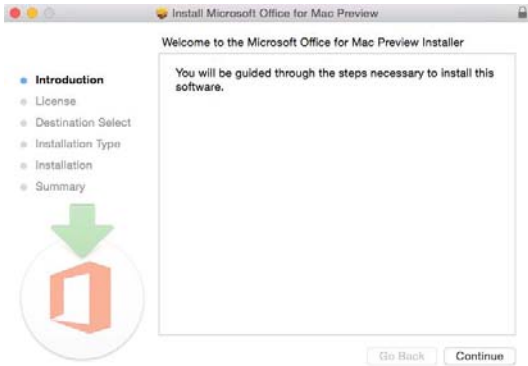 Install Microsoft Office for Mac Preview
Welcome to the Microsoft Office for Mac Preview Installer
Introduction
License
Destination Select
Installation Type
Installation
Summary
You will be guided through the steps necessary to install this
software.
Go Back
Continue